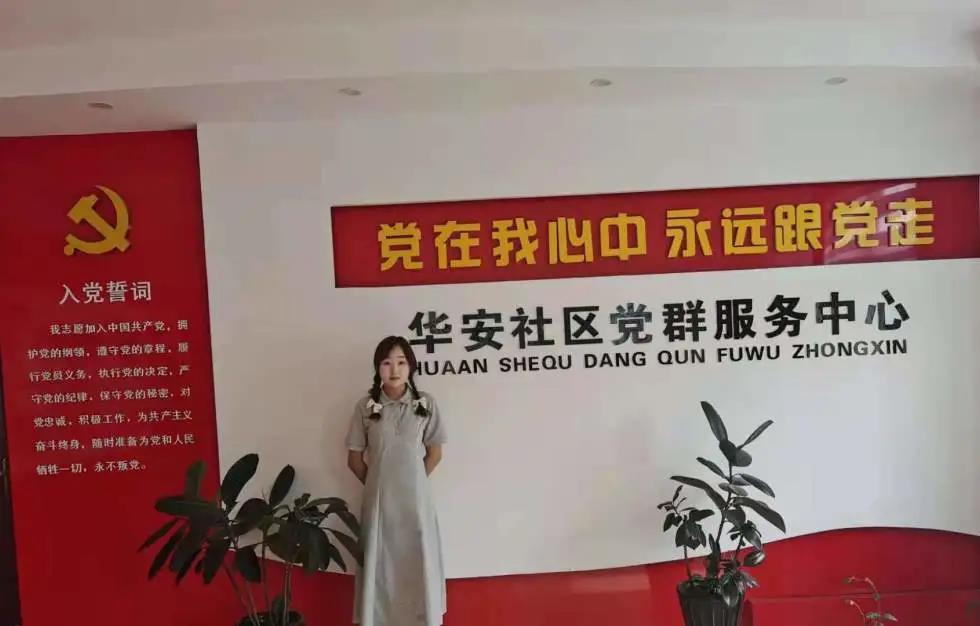 入党誓词
我志愿加入中国共产党，拥
护党的纲领，遵守党的章程，履
行党员义务，执行党的决定，严
守党的纪律，保守党的秘密，对
党忠诚，积极工作，为共产主义
奋斗终身，随时准备为党和人民
牺牲一切，永不叛党。
党在我心中 永远跟党走
华安社区党群服务中心
HUAAN SHEQU DANG QUN FUWU ZHONGXIN